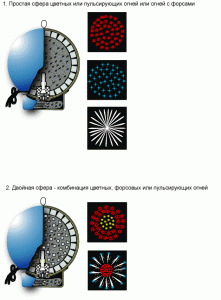 1. Простая сфера цветных или пульсирующих огней или огней с форсами
2. Двойная сфера - комбинация цветных, форсовых или пульсирующих огней